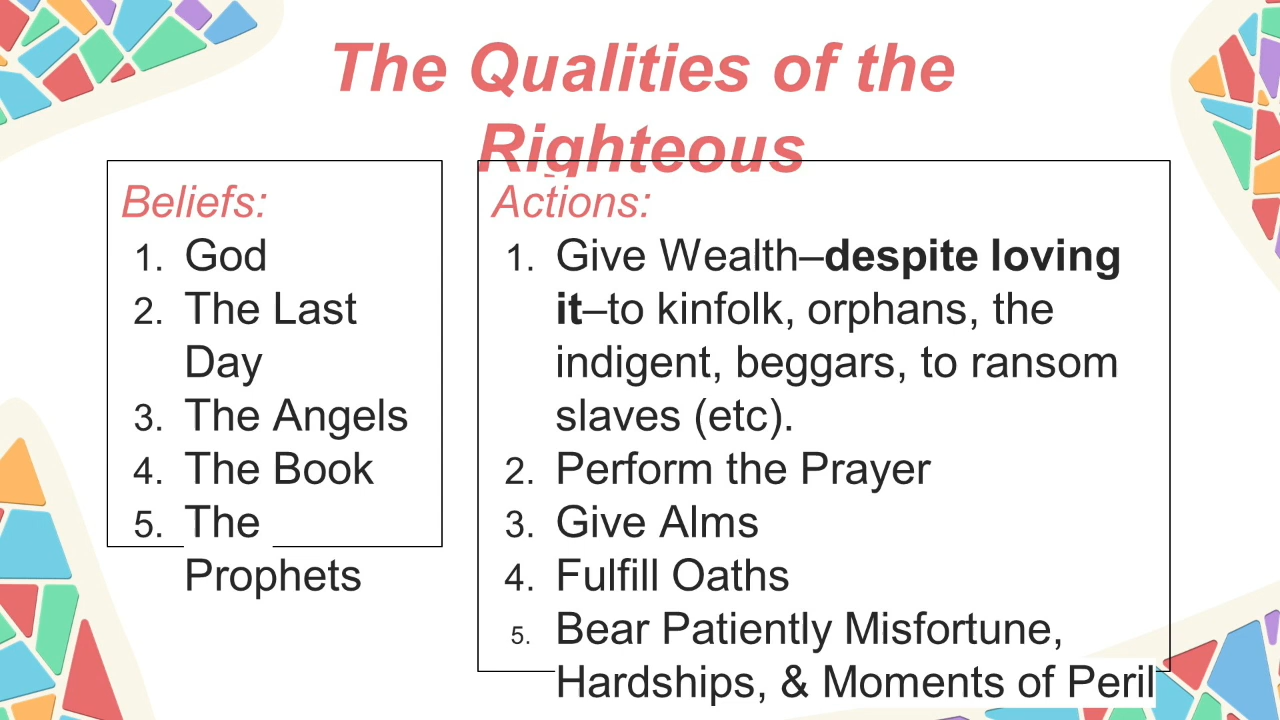 The Qualities of the
Righteous
Beliefs:
1. God
2. The Last
Day
3. The Angels
4. The Book
5. The
Prophets
Actions:
1. Give Wealth–despite loving
it–to kinfolk, orphans, the
indigent, beggars, to ransom
slaves (etc).
2. Perform the Prayer
3. Give Alms
4. Fulfill Oaths
5. Bear Patiently Misfortune,
Hardships, & Moments of Peril